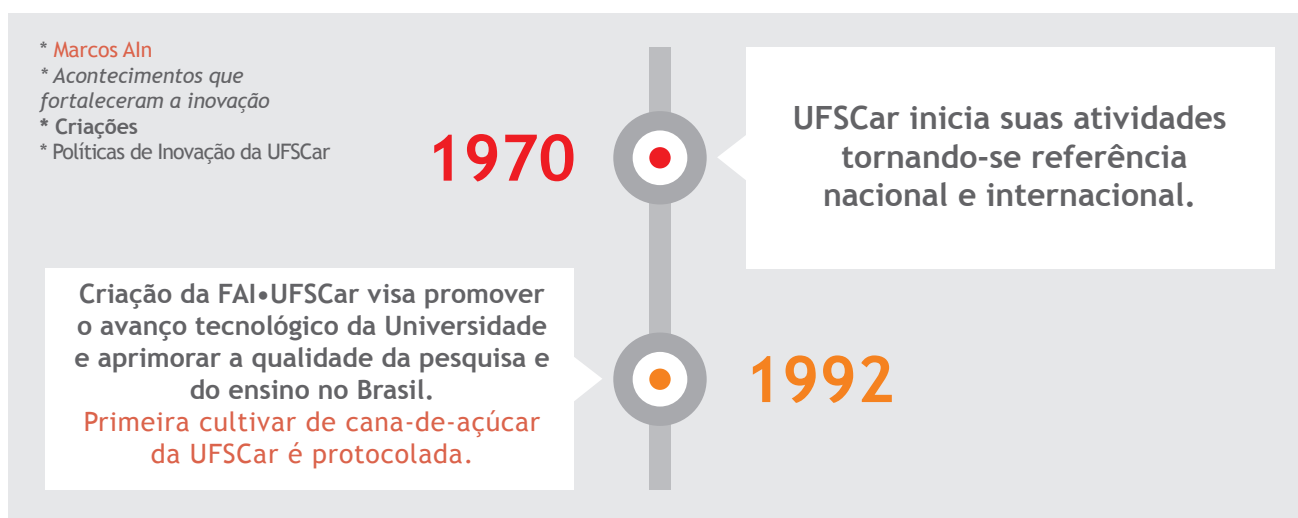 * Marcos AIn
* Acontecimentos que
fortaleceram a inovação
* Criações
* Políticas de Inovação da UFSCar
1970
UFSCar inicia suas atividades
tornando-se referência
nacional e internacional.
Criação da FAI•UFSCar visa promover
o avanço tecnológico da Universidade
e aprimorar a qualidade da pesquisa e
do ensino no Brasil.
Primeira cultivar de cana-de-açúcar
da UFSCar é protocolada.
1992